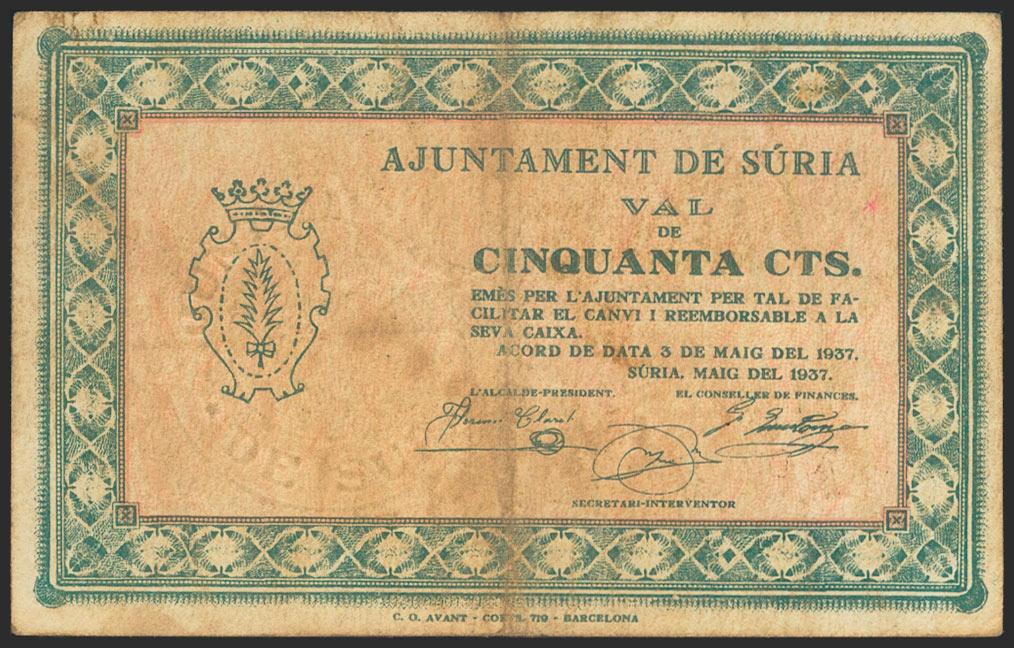 AJUNTAMENT DE SÚRIA
VAL
DE
CINQUANTA CTS.
EMÈS PER L'AJUNTAMENT PER TAL DE FA-
CILITAR EL CANVI I REEMBORSABLE A LA
SEVA CAIXA.
ACORD DE DATA 3 DE MAIG DEL 1937.
SÚRIA, MAIG DEL 1937.
L'ALCALDE-PRESIDENT.
EL CONSELLER DE FINANCES.
Claret
SECRETARI-INTERVENTOR
C. O. AVANT - CORTS, 719 - BARCELONA